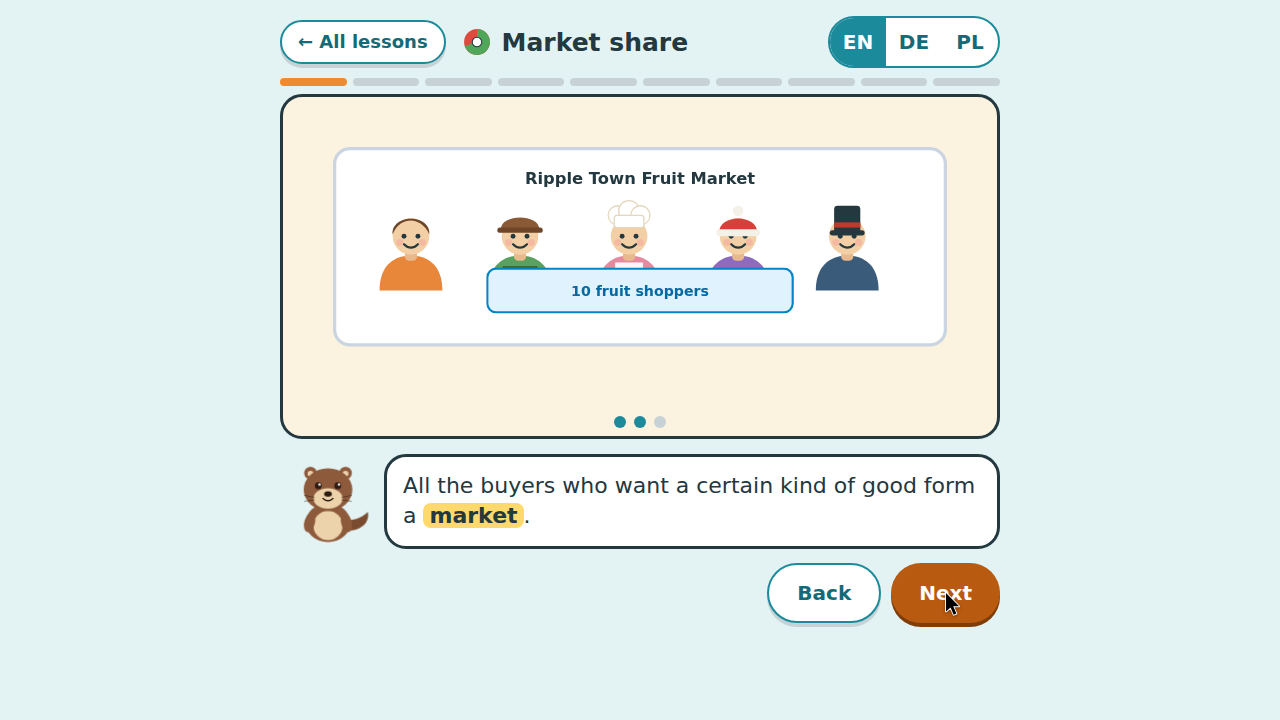 ← All lessons
Market share
EN DE PL
Ripple Town Fruit Market
10 fruit shoppers
All the buyers who want a certain kind of good form
a market.
Back
Next